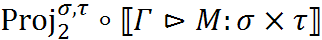 Proj₂^{σ,τ} ∘ ⟦Γ ⊳ M: σ × τ⟧